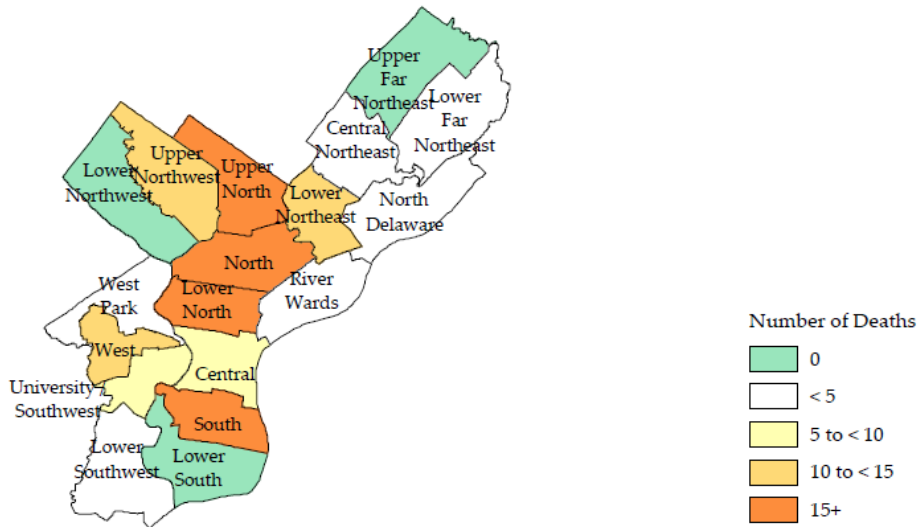 Upper
Far
Northeast
Lower
Far
Northeast
Central
Northeast
Upper
Northwest
Lower
Northwest
Upper
North
Lower
Northeast
North
Delaware
North
River
Wards
Lower
North
West
Park
West
Central
University
Southwest
South
Lower
Southwest
Lower
South
Number of Deaths
0
< 5
5 to < 10
10 to < 15
15+